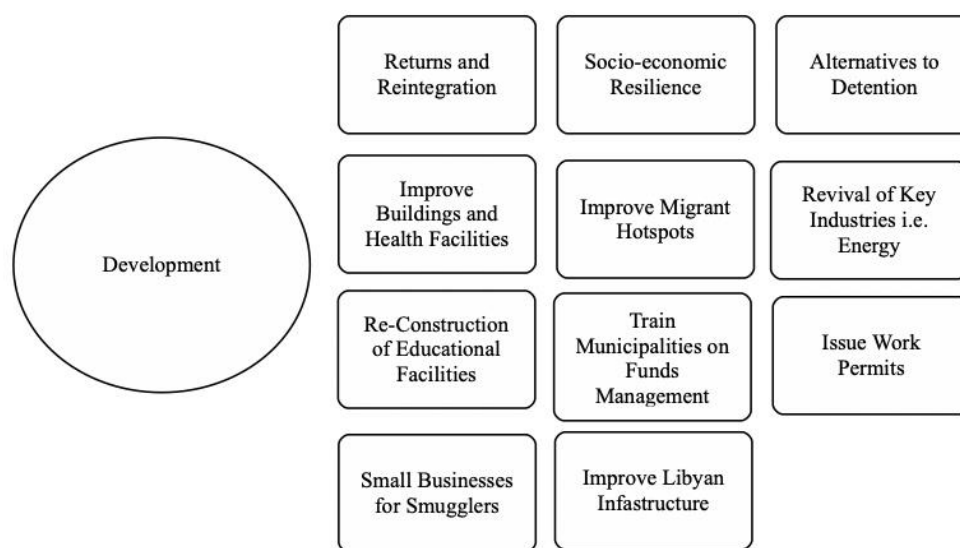 Development
Returns and
Reintegration
Socio-economic
Resilience
Alternatives to
Detention
Improve
Buildings and
Health Facilities
Improve Migrant
Hotspots
Revival of Key
Industries i.e.
Energy
Re-Construction
of Educational
Facilities
Train
Municipalities on
Funds
Management
Issue Work
Permits
Small Businesses
for Smugglers
Improve Libyan
Infastructure